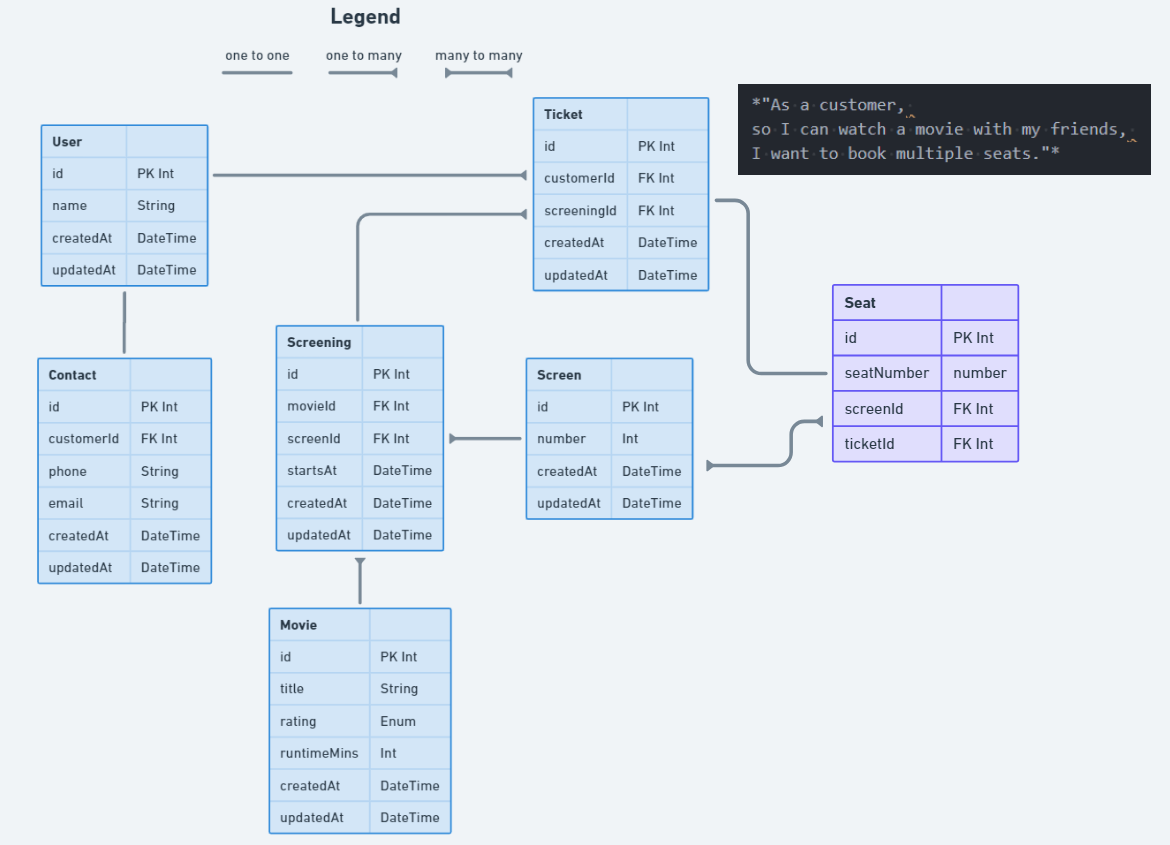 Legend
one to one
one to many
many to many
*"As a customer,
so I can watch a movie with my friends,
I want to book multiple seats."*
User
id PK Int
name String
createdAt DateTime
updatedAt DateTime
Ticket
id PK Int
customerId FK Int
screeningId FK Int
createdAt DateTime
updatedAt DateTime
Seat
id PK Int
seatNumber number
screenId FK Int
ticketId FK Int
Contact
id PK Int
customerId FK Int
phone String
email String
createdAt DateTime
updatedAt DateTime
Screening
id PK Int
movieId FK Int
screenId FK Int
startsAt DateTime
createdAt DateTime
updatedAt DateTime
Screen
id PK Int
number Int
createdAt DateTime
updatedAt DateTime
Movie
id PK Int
title String
rating Enum
runtimeMins Int
createdAt DateTime
updatedAt DateTime